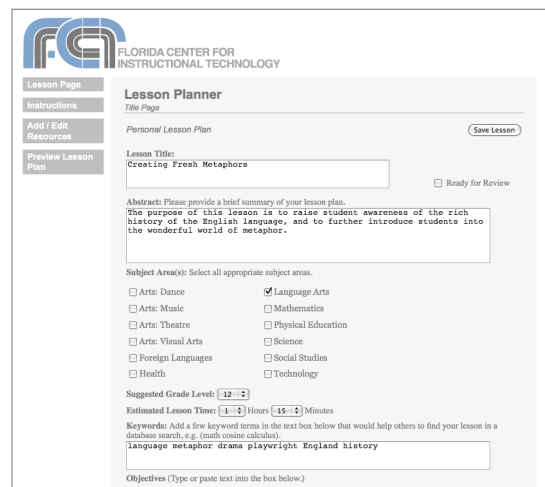 FLORIDA CENTER FOR
INSTRUCTIONAL TECHNOLOGY
Lesson Page
Instructions
Add / Edit
Resources
Preview Lesson
Plan
Lesson Planner
Title Page
Personal Lesson Plan
Save Lesson
Lesson Title:
Creating Fresh Metaphors
Ready for Review
Abstract: Please provide a brief summary of your lesson plan.
The purpose of this lesson is to raise student awareness of the rich
history of the English language, and to further introduce students into
the wonderful world of metaphor.
Subject Area(s): Select all appropriate subject areas.
Arts: Dance
Language Arts
Arts: Music
Mathematics
Arts: Theatre
Physical Education
Arts: Visual Arts
Science
Foreign Languages
Social Studies
Health
Technology
Suggested Grade Level: 12
Estimated Lesson Time: 1 Hours 15 Minutes
Keywords: Add a few keyword terms in the text box below that would help others to find your lesson in a
database search, e.g. (math cosine calculus).
language metaphor drama playwright England history
Objectives (Type or paste text into the box below.)